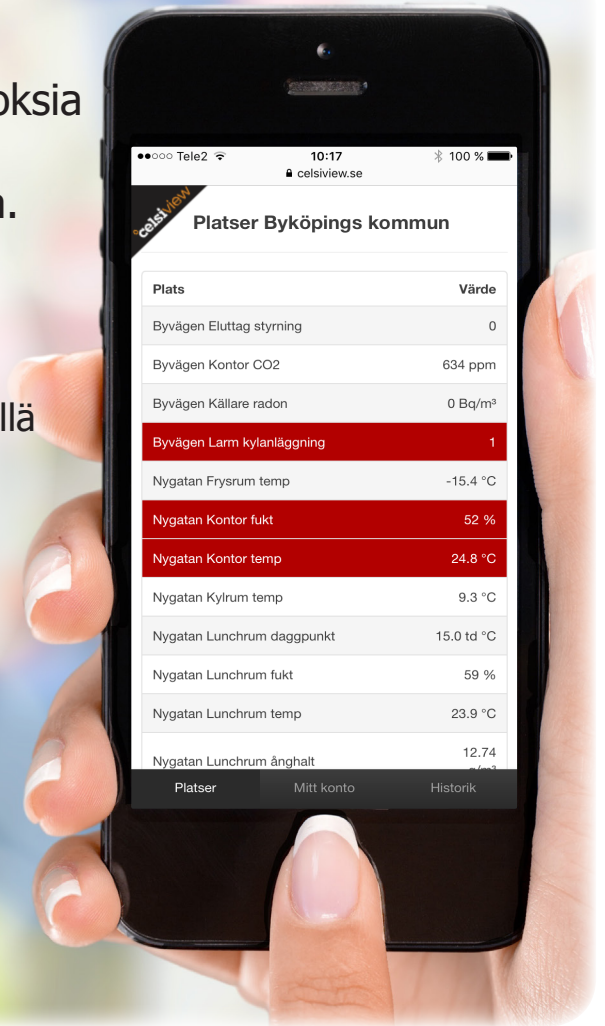 oksia
n.
llä
●●○○○ Tele2 10:17 100 %
celsiview.se
°celsiview
Platser Byköpings kommun
Plats Värde
Byvägen Eluttag styrning 0
Byvägen Kontor CO2 634 ppm
Byvägen Källare radon 0 Bq/m³
Byvägen Larm kylanläggning 1
Nygatan Frysrum temp -15.4 °C
Nygatan Kontor fukt 52 %
Nygatan Kontor temp 24.8 °C
Nygatan Kylrum temp 9.3 °C
Nygatan Lunchrum daggpunkt 15.0 td °C
Nygatan Lunchrum fukt 59 %
Nygatan Lunchrum temp 23.9 °C
Nygatan Lunchrum ånghalt 12.74
Platser Mitt konto Historik